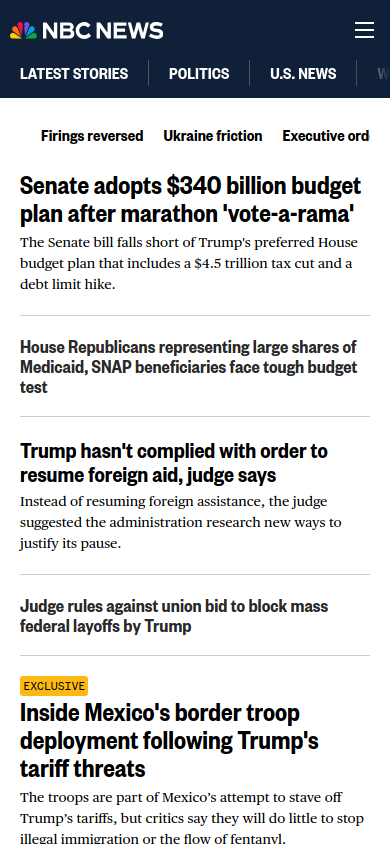 NBC NEWS
LATEST STORIES
POLITICS
U.S. NEWS
Firings reversed
Ukraine friction
Executive ord
Senate adopts $340 billion budget
plan after marathon 'vote-a-rama'
The Senate bill falls short of Trump's preferred House
budget plan that includes a $4.5 trillion tax cut and a
debt limit hike.
House Republicans representing large shares of
Medicaid, SNAP beneficiaries face tough budget
test
Trump hasn't complied with order to
resume foreign aid, judge says
Instead of resuming foreign assistance, the judge
suggested the administration research new ways to
justify its pause.
Judge rules against union bid to block mass
federal layoffs by Trump
EXCLUSIVE
Inside Mexico's border troop
deployment following Trump's
tariff threats
The troops are part of Mexico’s attempt to stave off
Trump’s tariffs, but critics say they will do little to stop
illegal immigration or the flow of fentanyl.